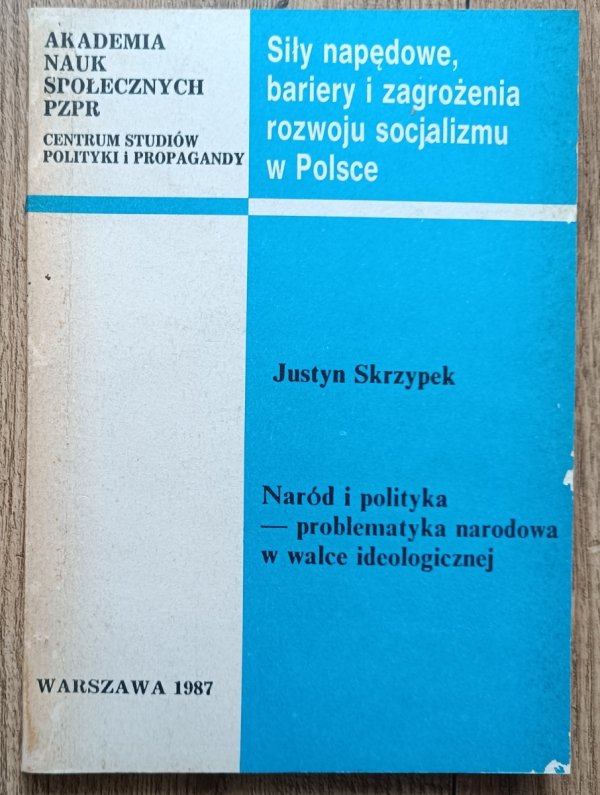 AKADEMIA
NAUK
SPOŁECZNYCH
PZPR
CENTRUM STUDIÓW
POLITYKI i PROPAGANDY
Siły napędowe,
bariery i zagrożenia
rozwoju socjalizmu
w Polsce
Justyn Skrzypek
Naród i polityka
— problematyka narodowa
w walce ideologicznej
WARSZAWA 1987